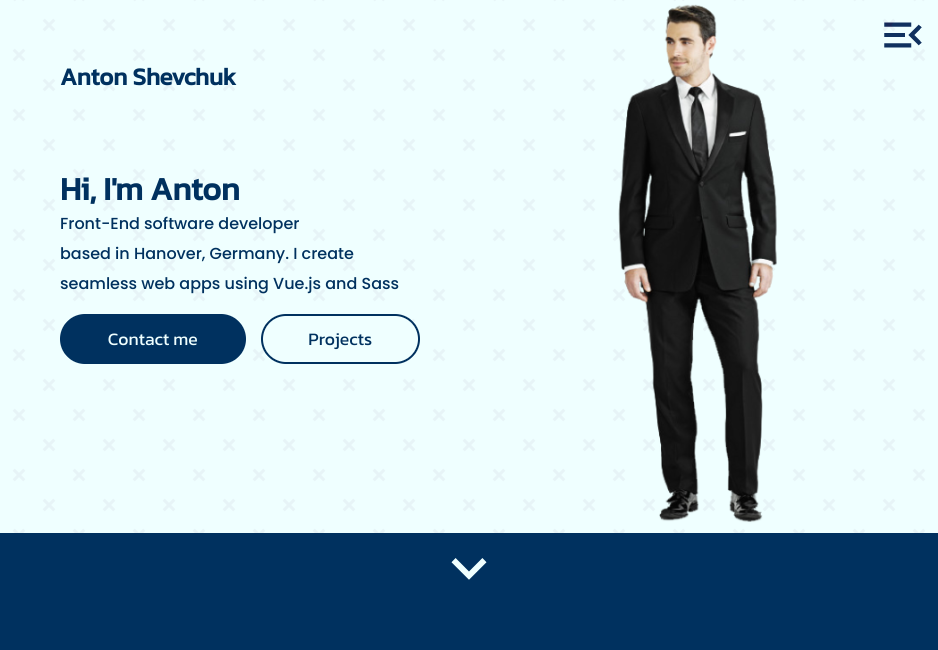 Anton Shevchuk
Hi, I'm Anton
Front-End software developer
based in Hanover, Germany. I create
seamless web apps using Vue.js and Sass
Contact me
Projects